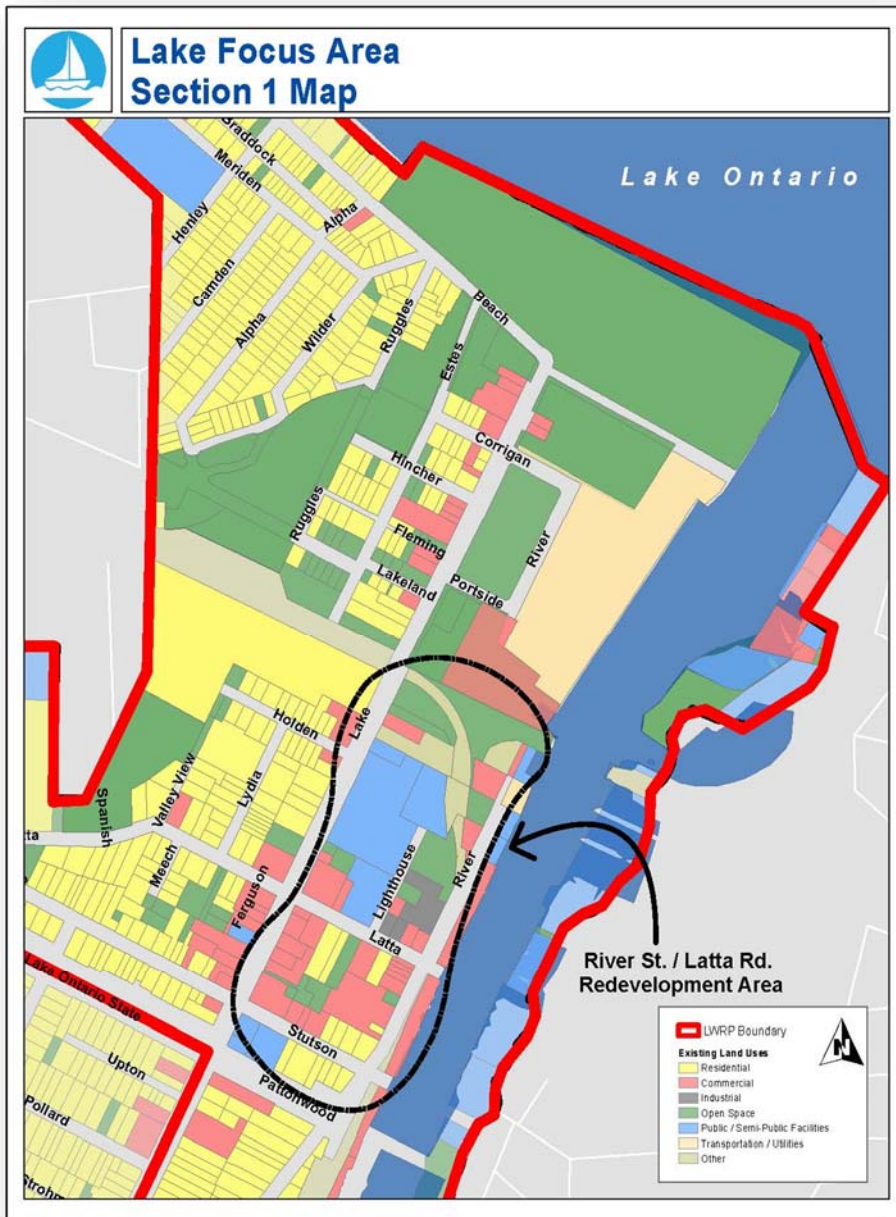 Lake Focus Area
Section 1 Map
Lake Ontario
Braddock
Meriden
Henley
Alpha
Camden
Alpha
Wilder
Ruggles
Beach
Estes
Corrigan
Hincher
River
Ruggles
Fleming
Lakeland
Portside
Lake
Holden
Valley View
Lydia
Spanish
tta
Meech
Ferguson
Lighthouse
River
Latta
River St. / Latta Rd.
Redevelopment Area
Lake Ontario State
Stutson
Pattonwood
Upton
Pollard
Strohm
LWRP Boundary
N
Existing Land Uses
Residential
Commercial
Industrial
Open Space
Public / Semi-Public Facilities
Transportation / Utilities
Other